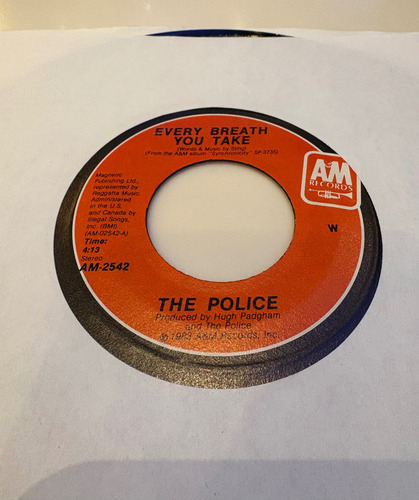 EVERY BREATH
YOU TAKE
(Words & Music by Sting)
(From the A&M album "Synchronicity" SP-3735)
Magnetic
Publishing Ltd.,
represented by
Reggatta Music.
Administered
in the U.S.
and Canada by
Illegal Songs,
Inc. (BMI)
(AM-02542-A)
Time:
4:13
Stereo
AM-2542
AM
RECORDS
W
THE POLICE
Produced by Hugh Padgham
and The Police
℗ 1983 A&M Records, Inc.